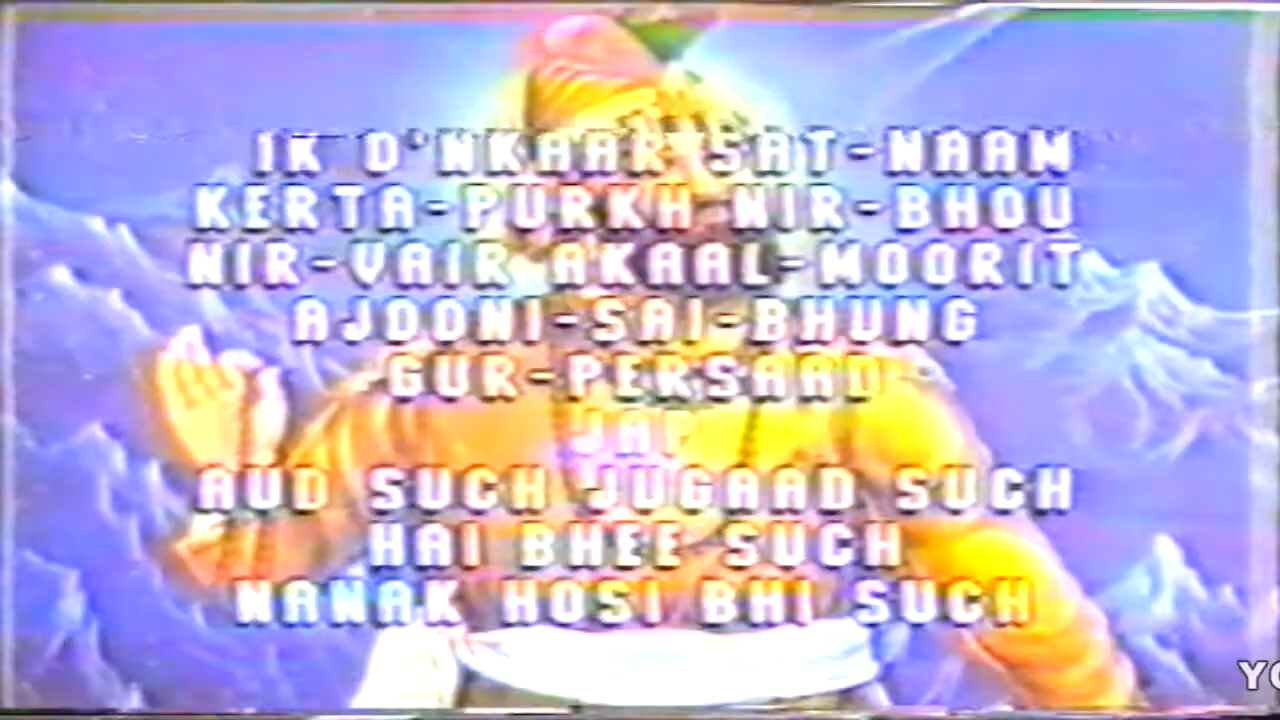 IK O'NKAAR SAT-NAAM
KERTA-PURKH NIR-BHOU
NIR-VAIR AKAAL-MOORIT
AJOONI-SAI-BHUNG
GUR-PERSAAD
JAP
AUD SUCH JUGAAD SUCH
HAI BHEE SUCH
NANAK HOSI BHI SUCH